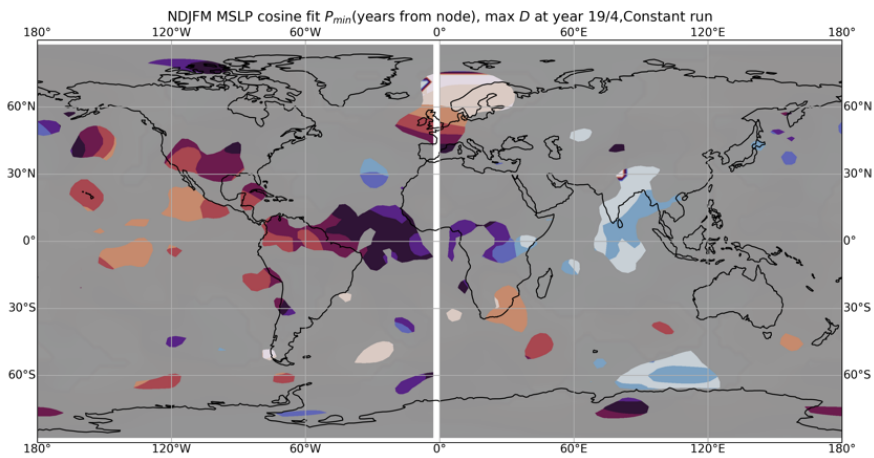 NDJFM MSLP cosine fit Pmin(years from node), max D at year 19/4,Constant run
180° 120°W 60°W 0° 60°E 120°E 180°
60°N 60°N
30°N 30°N
0° 0°
30°S 30°S
60°S 60°S
180° 120°W 60°W 0° 60°E 120°E 180°